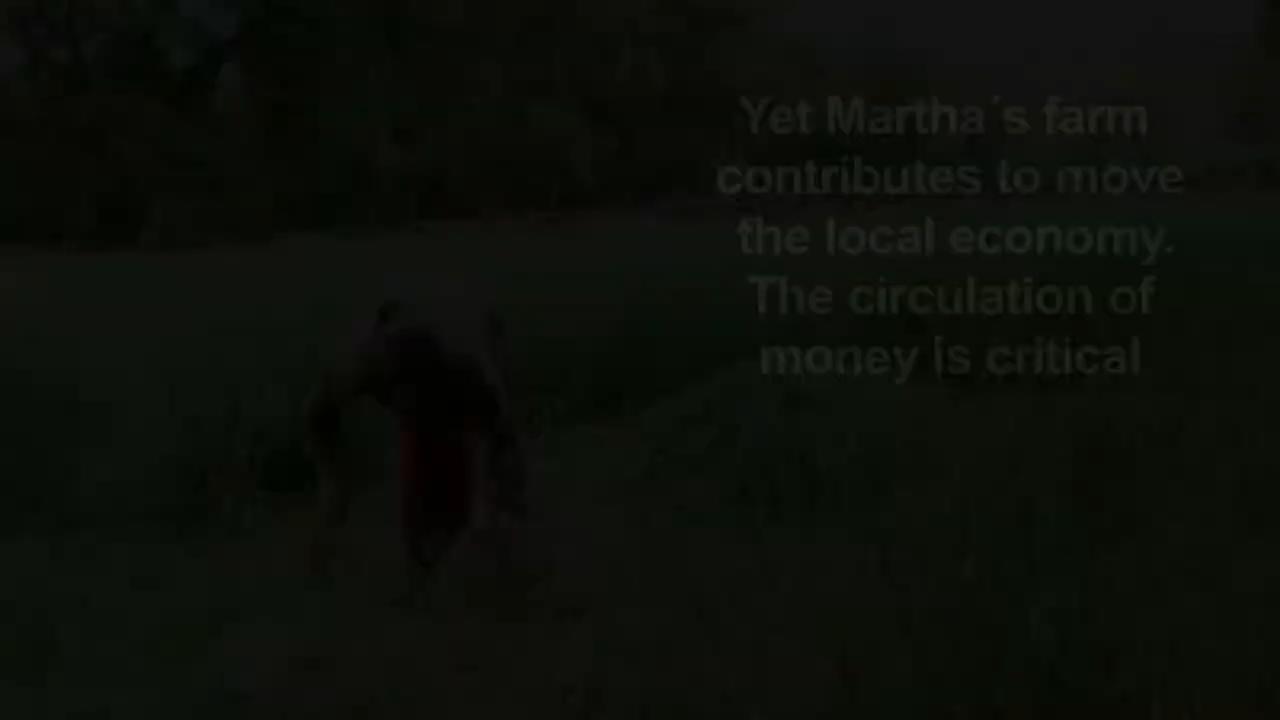 Yet Martha´s farm
contributes to move
the local economy.
The circulation of
money is critical